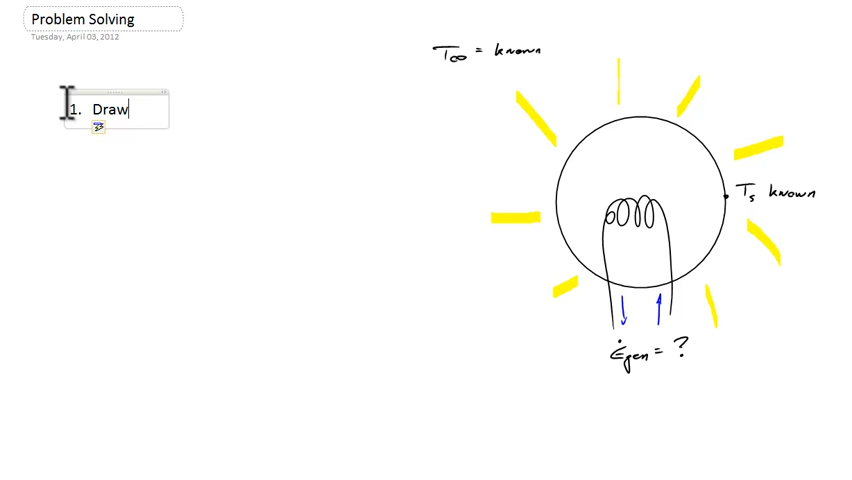 Problem Solving
Tuesday, April 03, 2012
1. Draw
T∞ = known
Ts known
Ėgen = ?